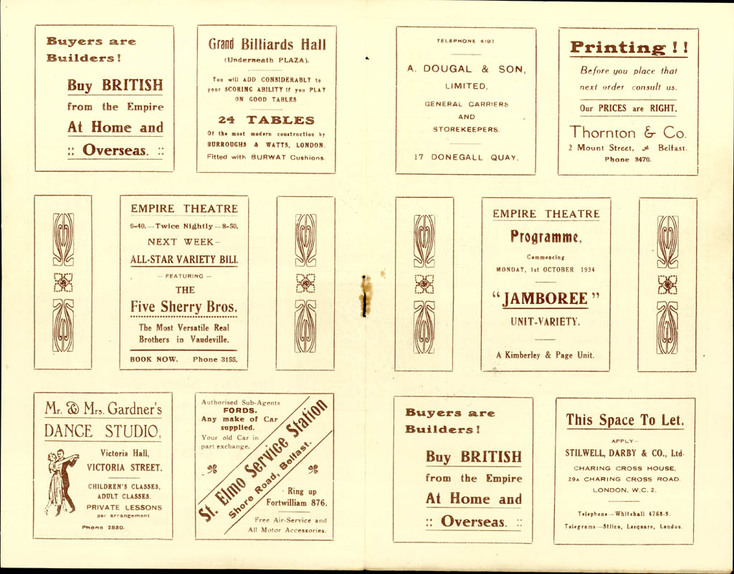 Buyers are
Builders!
Buy BRITISH
from the Empire
At Home and
:: Overseas. ::
Grand Billiards Hall
(Underneath PLAZA).
You will ADD CONSIDERABLY to
your SCORING ABILITY if you PLAY
ON GOOD TABLES
24 TABLES
Of the most modern construction by
BURROUGHS & WATTS, LONDON.
Fitted with BURWAT Cushions.
EMPIRE THEATRE
6-40.—Twice Nightly—8-50.
NEXT WEEK—
ALL-STAR VARIETY BILL
— FEATURING —
THE
Five Sherry Bros.
The Most Versatile Real
Brothers in Vaudeville.
BOOK NOW. Phone 3155.
Mr. & Mrs. Gardner's
DANCE STUDIO,
Victoria Hall,
VICTORIA STREET.
CHILDREN'S CLASSES.
ADULT CLASSES.
PRIVATE LESSONS
per arrangement
Phone 2880.
Authorised Sub-Agents
FORDS.
Any make of Car
supplied.
Your old Car in
part exchange.
St. Elmo Service Station
Shore Road, Belfast.
Ring up
Fortwilliam 876.
Free Air-Service and
All Motor Accessories.
TELEPHONE
A. DOUGAL & SON,
LIMITED,
GENERAL CARRIERS
AND
STOREKEEPERS.
17 DONEGALL QUAY.
Printing!!
Before you place that
next order consult us.
Our PRICES are RIGHT.
Thornton & Co.
2 Mount Street, Belfast.
Phone 3470.
EMPIRE THEATRE
Programme,
Commencing
MONDAY, 1st OCTOBER 1934
"JAMBOREE"
UNIT-VARIETY.
A Kimberley & Page Unit.
Buyers are
Builders!
Buy BRITISH
from the Empire
At Home and
:: Overseas. ::
This Space To Let.
APPLY—
STILWELL, DARBY & CO., Ltd
CHARING CROSS HOUSE,
29A CHARING CROSS ROAD.
LONDON, W.C. 2.
Telephone—Whitehall 4768-9.
Telegrams—Stilco, Lesquare, London.